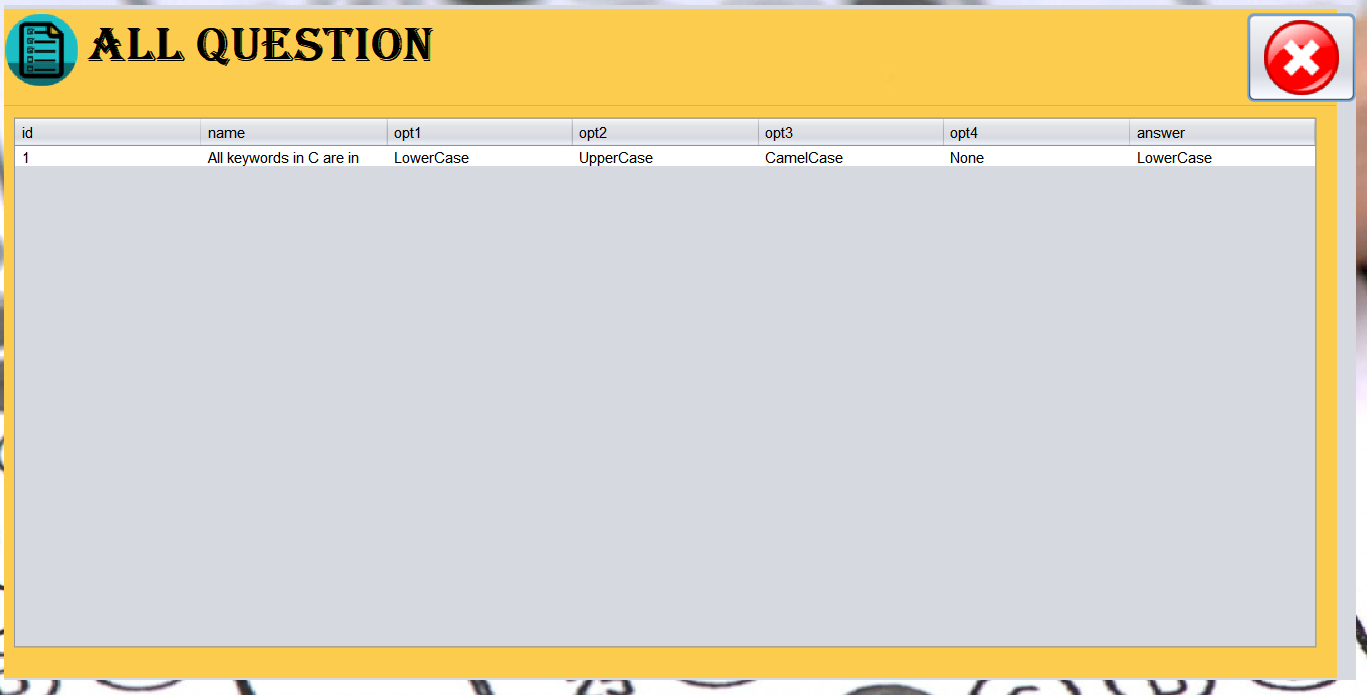 ALL QUESTION
id name opt1 opt2 opt3 opt4 answer
1 All keywords in C are in LowerCase UpperCase CamelCase None LowerCase